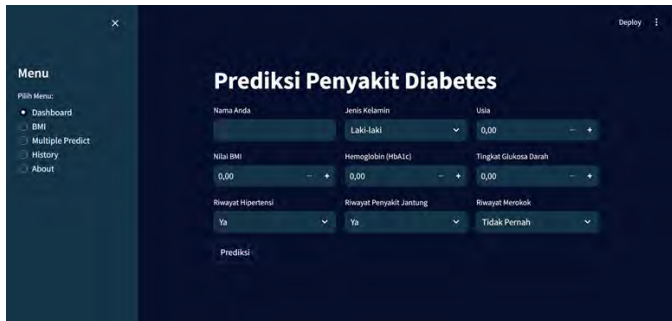 Deploy
Menu
Pilih Menu:
Dashboard
BMI
Multiple Predict
History
About
Prediksi Penyakit Diabetes
Nama Anda Jenis Kelamin Usia
Laki-laki 0,00
Nilai BMI Hemoglobin (HbA1c) Tingkat Glukosa Darah
0,00 0,00 0,00
Riwayat Hipertensi Riwayat Penyakit Jantung Riwayat Merokok
Ya Ya Tidak Pernah
Prediksi